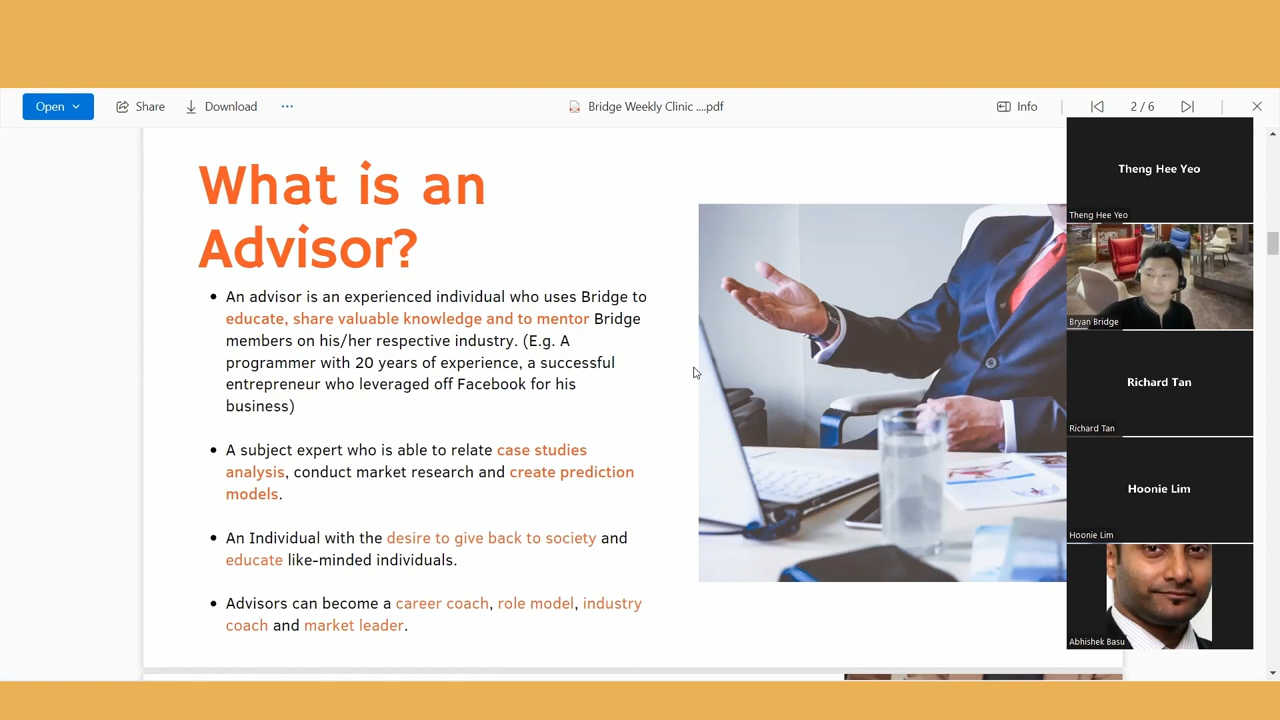 Open
Share
Download
...
Bridge Weekly Clinic ....pdf
Info
2 / 6
What is an
Advisor?
• An advisor is an experienced individual who uses Bridge to
educate, share valuable knowledge and to mentor Bridge
members on his/her respective industry. (E.g. A
programmer with 20 years of experience, a successful
entrepreneur who leveraged off Facebook for his
business)
• A subject expert who is able to relate case studies
analysis, conduct market research and create prediction
models.
• An Individual with the desire to give back to society and
educate like-minded individuals.
• Advisors can become a career coach, role model, industry
coach and market leader.
Theng Hee Yeo
Theng Hee Yeo
Bryan Bridge
Richard Tan
Richard Tan
Hoonie Lim
Hoonie Lim
Abhishek Basu